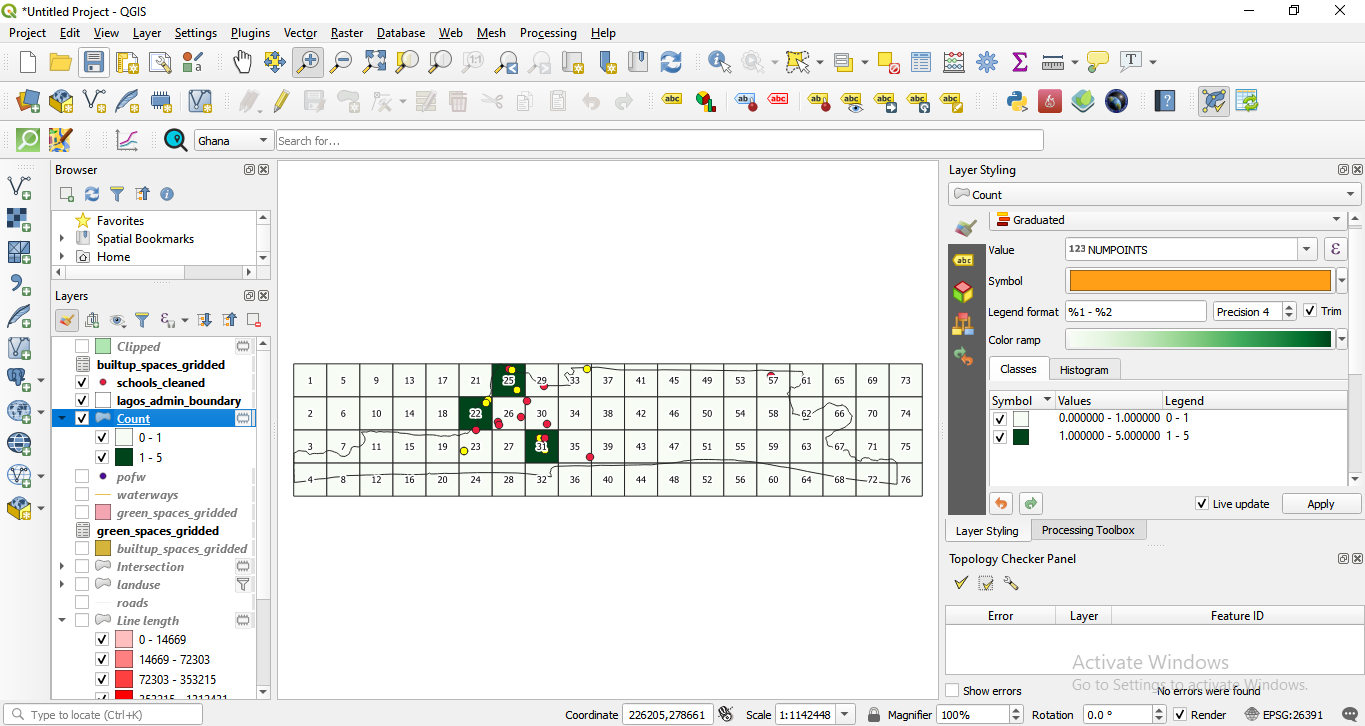 *Untitled Project - QGIS
Project Edit View Layer Settings Plugins Vector Raster Database Web Mesh Processing Help
Ghana
Search for...
Browser
Favorites
Spatial Bookmarks
Home
Layers
Clipped
builtup_spaces_gridded
schools_cleaned
lagos_admin_boundary
Count
0 - 1
1 - 5
pofw
waterways
green_spaces_gridded
green_spaces_gridded
builtup_spaces_gridded
Intersection
landuse
roads
Line length
0 - 14669
14669 - 72303
72303 - 353215
1 5 9 13 17 21 25 29 33 37 41 45 49 53 57 61 65 69 73
2 6 10 14 18 22 26 30 34 38 42 46 50 54 58 62 66 70 74
3 7 11 15 19 23 27 31 35 39 43 47 51 55 59 63 67 71 75
4 8 12 16 20 24 28 32 36 40 44 48 52 56 60 64 68 72 76
Layer Styling
Count
Graduated
Value 123 NUMPOINTS
Symbol
Legend format %1 - %2 Precision 4 Trim
Color ramp
Classes Histogram
Symbol Values Legend
0.000000 - 1.000000 0 - 1
1.000000 - 5.000000 1 - 5
Live update Apply
Layer Styling Processing Toolbox
Topology Checker Panel
Error Layer Feature ID
Activate Windows
Go to Settings to activate Windows.
Show errors No errors were found
Type to locate (Ctrl+K)
Coordinate 226205,278661 Scale 1:1142448 Magnifier 100% Rotation 0.0 ° Render EPSG:26391